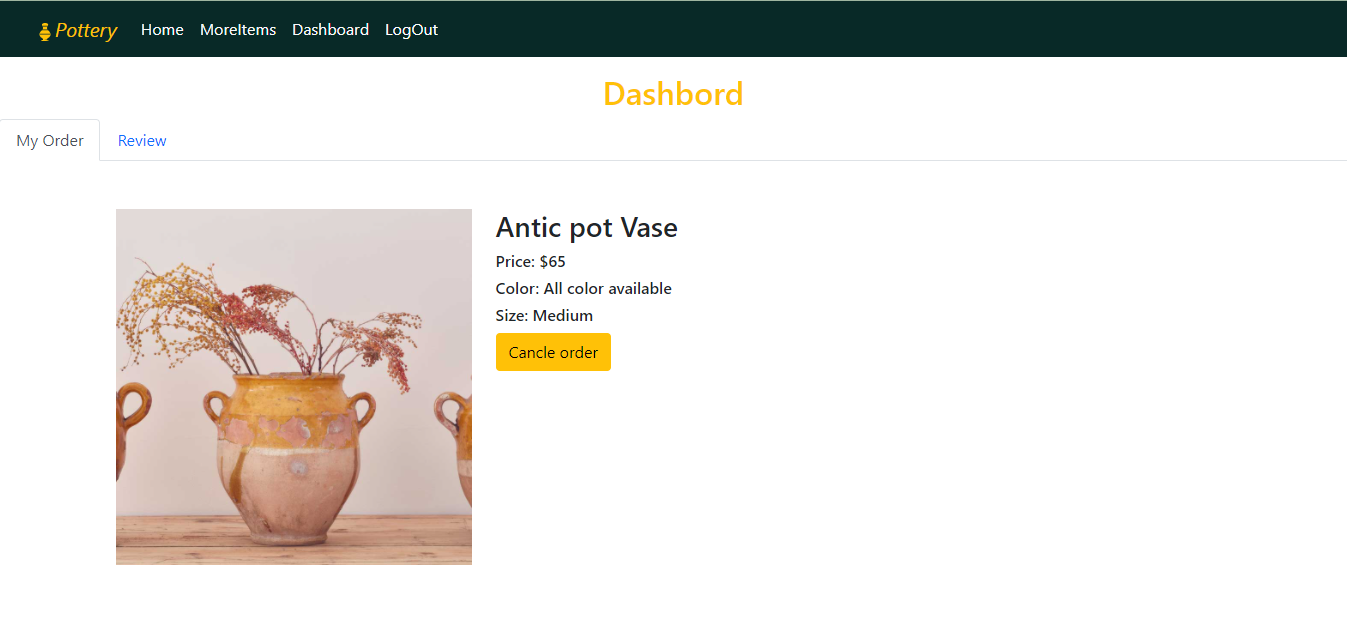 Pottery Home MoreItems Dashboard LogOut
Dashbord
My Order Review
Antic pot Vase
Price: $65
Color: All color available
Size: Medium
Cancle order